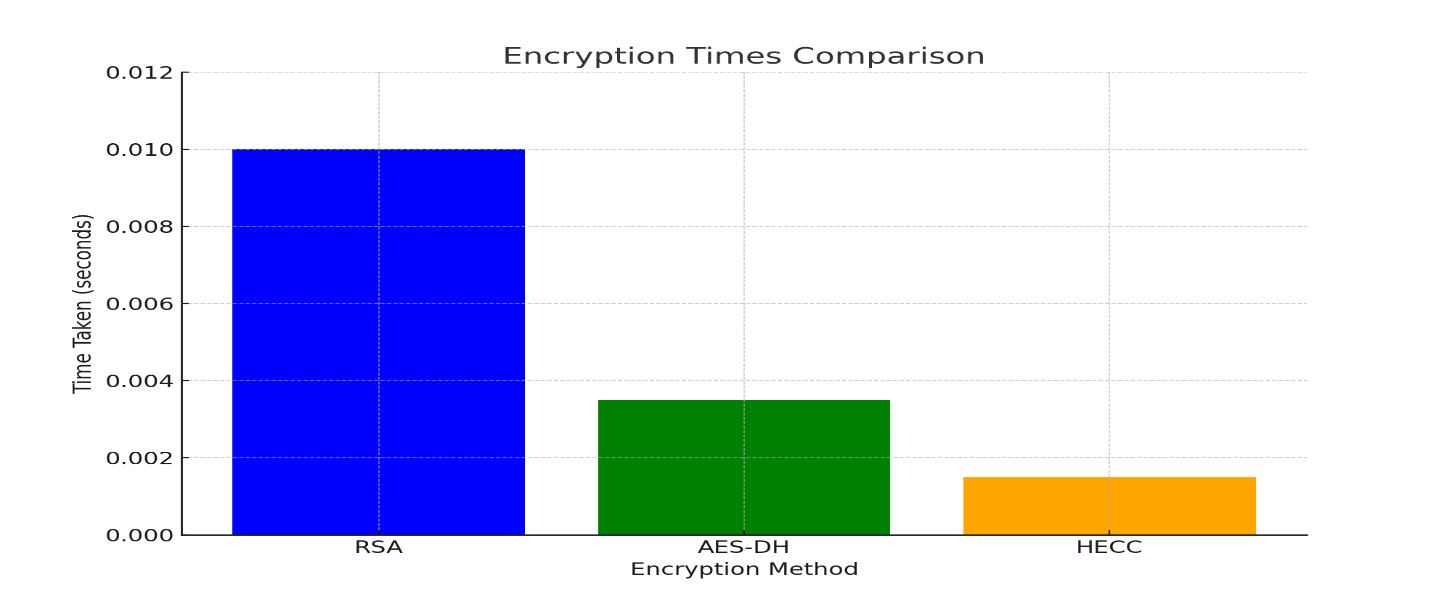 Encryption Times Comparison
0.012
0.010
0.008
0.006
0.004
0.002
0.000
Time Taken (seconds)
RSA AES-DH HECC
Encryption Method